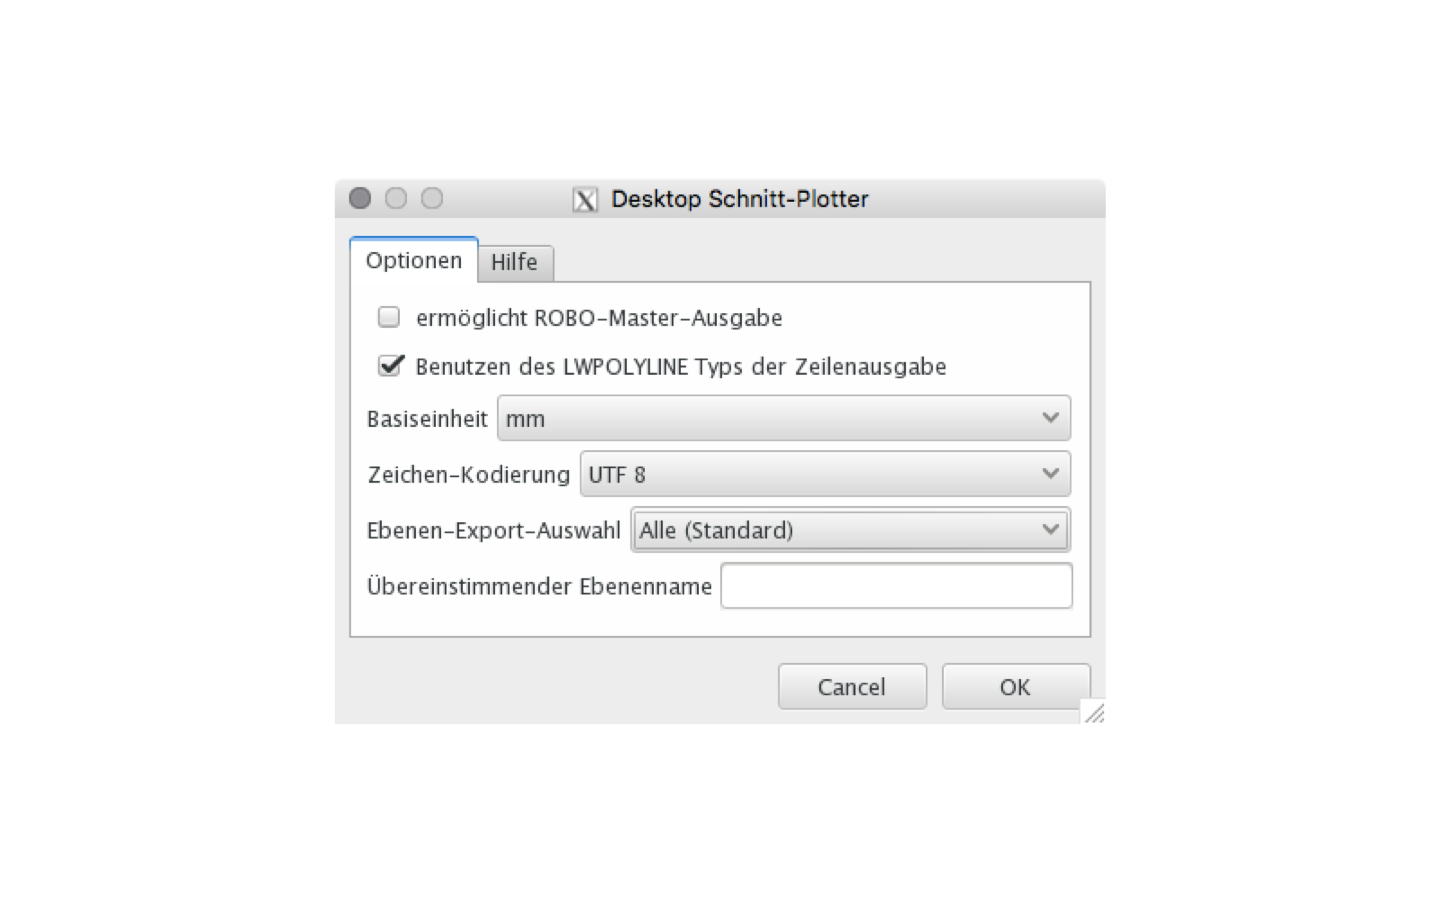 Desktop Schnitt-Plotter
Optionen Hilfe
ermöglicht ROBO-Master-Ausgabe
Benutzen des LWPOLYLINE Typs der Zeilenausgabe
Basiseinheit mm
Zeichen-Kodierung UTF 8
Ebenen-Export-Auswahl Alle (Standard)
Übereinstimmender Ebenenname
Cancel OK